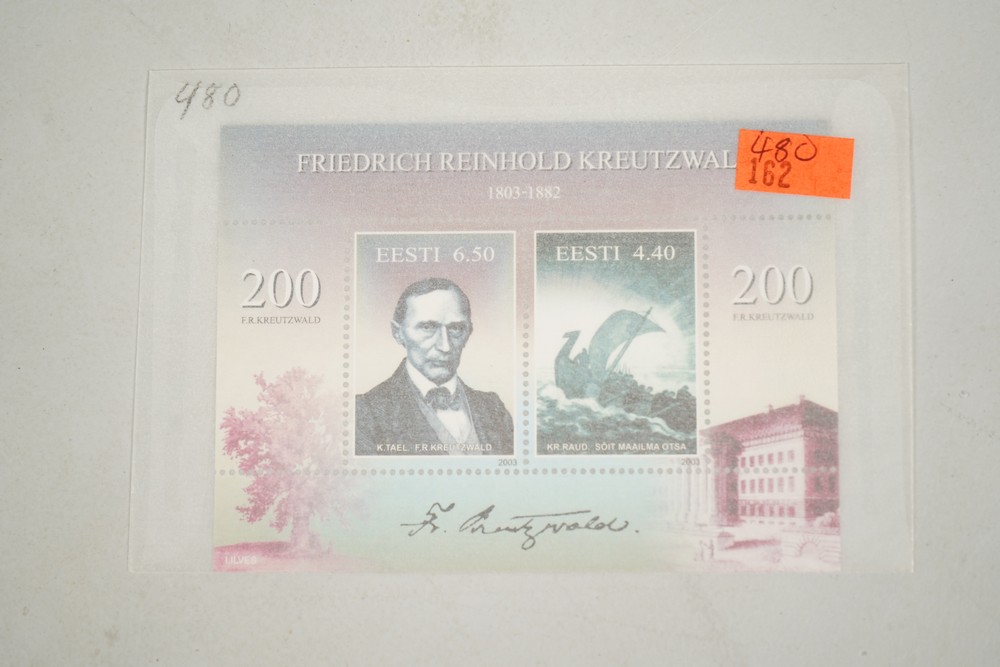 480
FRIEDRICH REINHOLD KREUTZWAL
480
162
1803-1882
EESTI 6.50
EESTI 4.40
200
F.R.KREUTZWALD
200
F.R.KREUTZWALD
K.TAEL. F.R.KREUTZWALD
2003
KR.RAUD. SÕIT MAAILMA OTSA
2003
Fr. Kreutzwald.